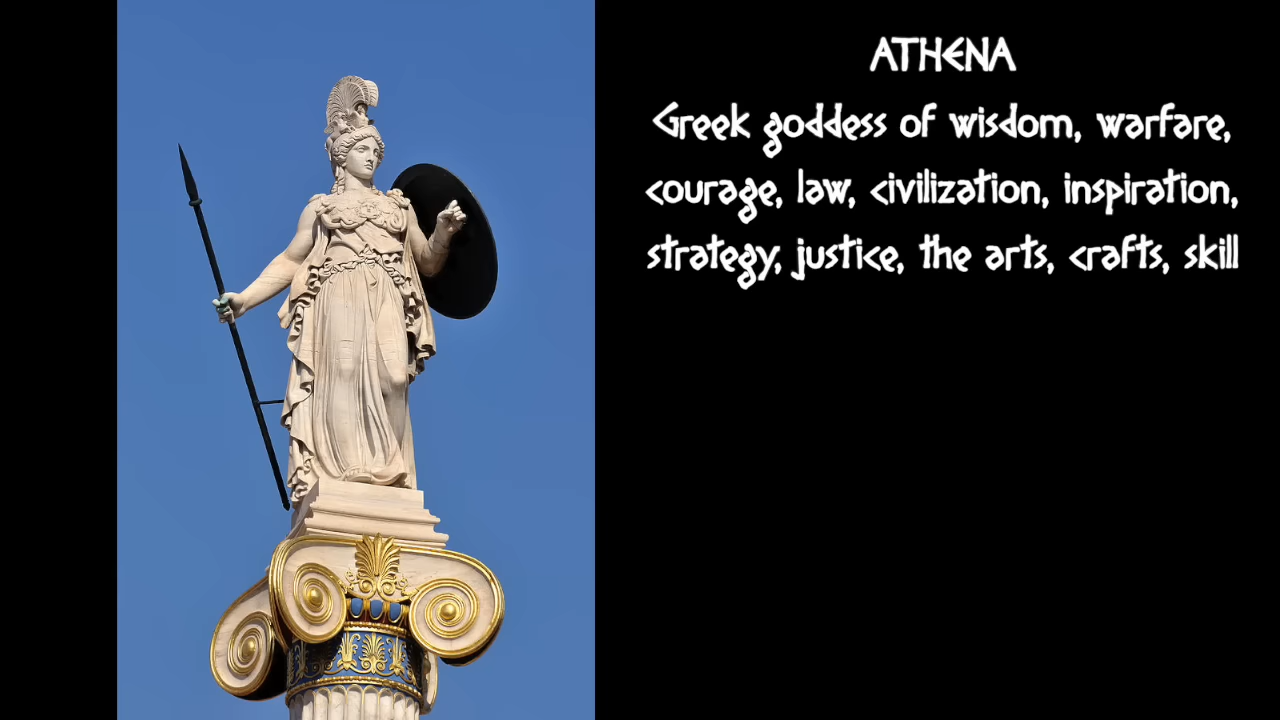 ATHENA
Greek goddess of wisdom, warfare,
courage, law, civilization, inspiration,
strategy, justice, the arts, crafts, skill